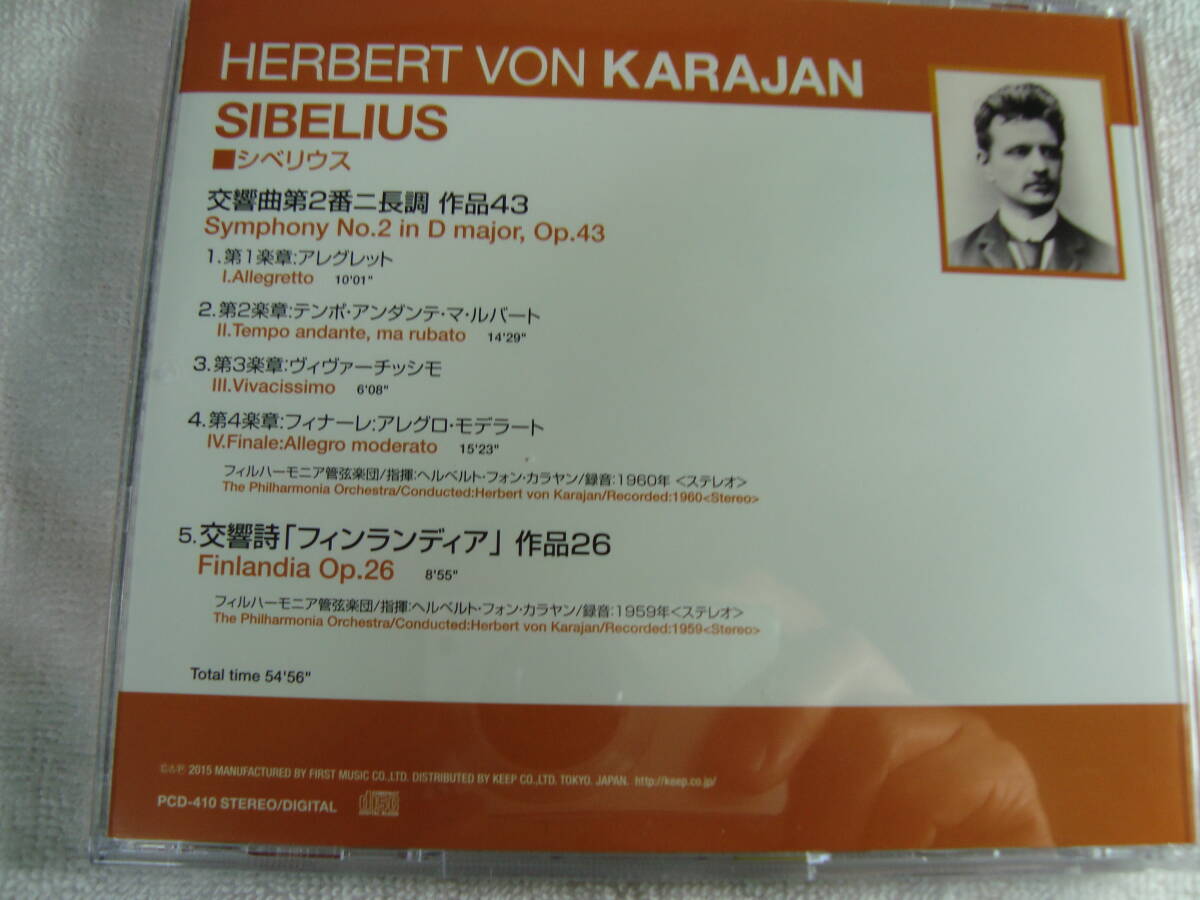 HERBERT VON KARAJAN
SIBELIUS
■シベリウス
交響曲第2番ニ長調 作品43
Symphony No.2 in D major, Op.43
1.第1楽章:アレグレット
I.Allegretto 10'01"
2.第2楽章:テンポ・アンダンテ・マ・ルバート
II.Tempo andante, ma rubato 14'29"
3.第3楽章:ヴィヴァーチッシモ
III.Vivacissimo 6'08"
4.第4楽章:フィナーレ:アレグロ・モデラート
IV.Finale:Allegro moderato 15'23"
フィルハーモニア管弦楽団/指揮:ヘルベルト・フォン・カラヤン/録音:1960年 <ステレオ>
The Philharmonia Orchestra/Conducted:Herbert von Karajan/Recorded:1960<Stereo>
5.交響詩「フィンランディア」 作品26
Finlandia Op.26 8'55"
フィルハーモニア管弦楽団/指揮:ヘルベルト・フォン・カラヤン/録音:1959年<ステレオ>
The Philharmonia Orchestra/Conducted:Herbert von Karajan/Recorded:1959<Stereo>
Total time 54'56"
©&℗ 2015 MANUFACTURED BY FIRST MUSIC CO.,LTD. DISTRIBUTED BY KEEP CO.,LTD. TOKYO. JAPAN. http://keep.co.jp/
PCD-410 STEREO/DIGITAL disc DIGITAL AUDIO